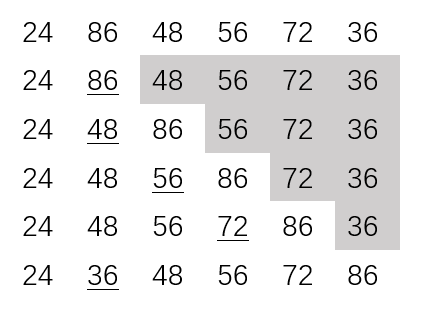 24 86 48 56 72 36
24 86 48 56 72 36
24 48 86 56 72 36
24 48 56 86 72 36
24 48 56 72 86 36
24 36 48 56 72 86